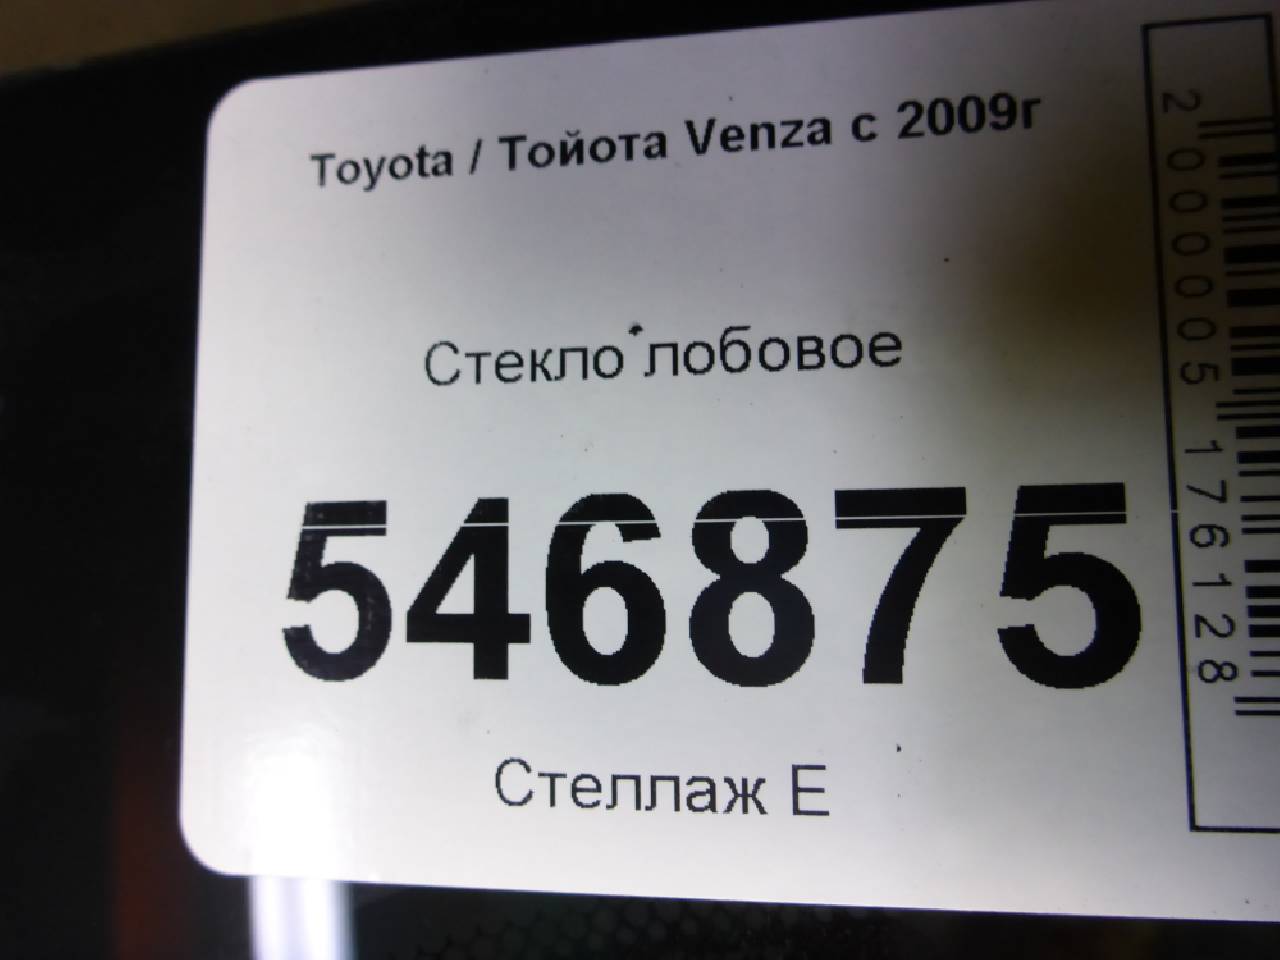 Toyota / Тойота Venza с 2009г
Стекло лобовое
546875
Стеллаж Е
2000005176128